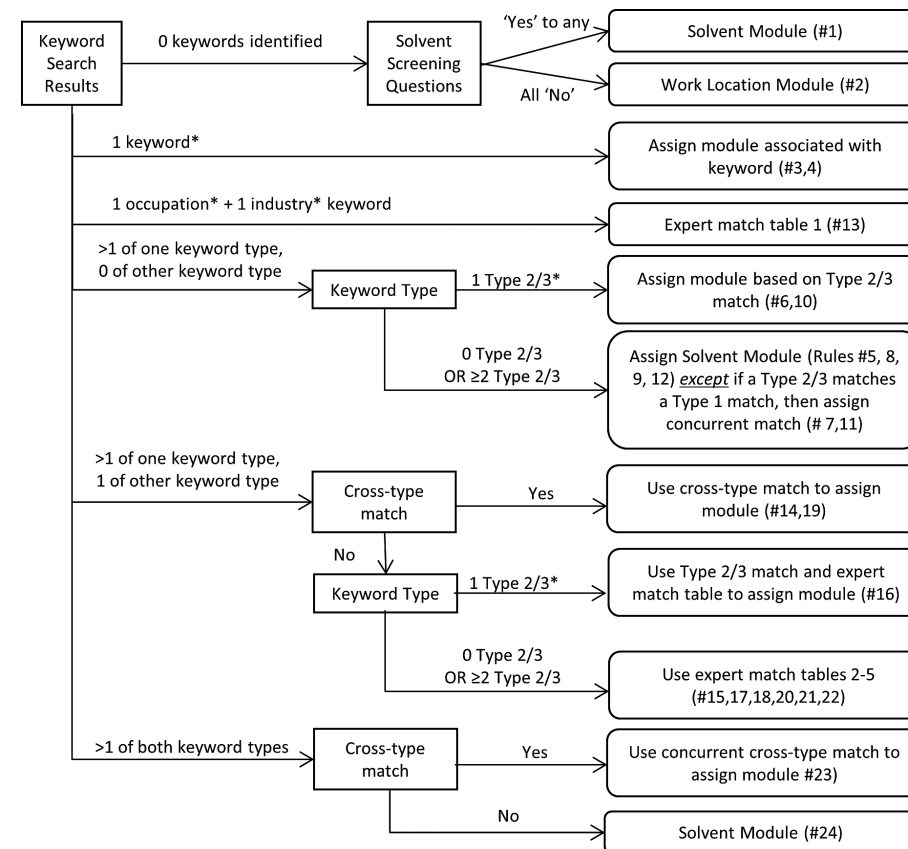 Keyword
Search
Results
0 keywords identified
Solvent
Screening
Questions
‘Yes’ to any
Solvent Module (#1)
All ‘No’
Work Location Module (#2)
1 keyword*
Assign module associated with
keyword (#3,4)
1 occupation* + 1 industry* keyword
Expert match table 1 (#13)
>1 of one keyword type,
0 of other keyword type
Keyword Type
1 Type 2/3*
Assign module based on Type 2/3
match (#6,10)
0 Type 2/3
OR ≥2 Type 2/3
Assign Solvent Module (Rules #5, 8,
9, 12) except if a Type 2/3 matches
a Type 1 match, then assign
concurrent match (# 7,11)
>1 of one keyword type,
1 of other keyword type
Cross-type
match
Yes
Use cross-type match to assign
module (#14,19)
No
Keyword Type
1 Type 2/3*
Use Type 2/3 match and expert
match table to assign module (#16)
0 Type 2/3
OR ≥2 Type 2/3
Use expert match tables 2-5
(#15,17,18,20,21,22)
>1 of both keyword types
Cross-type
match
Yes
Use concurrent cross-type match to
assign module #23)
No
Solvent Module (#24)